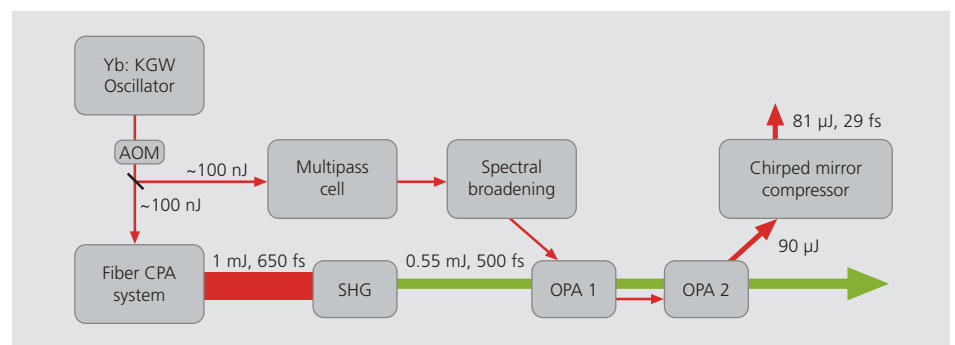 Yb: KGW
Oscillator
AOM
~100 nJ
~100 nJ
Multipass
cell
Spectral
broadening
81 µJ, 29 fs
Chirped mirror
compressor
90 µJ
Fiber CPA
system
1 mJ, 650 fs
SHG
0.55 mJ, 500 fs
OPA 1
OPA 2